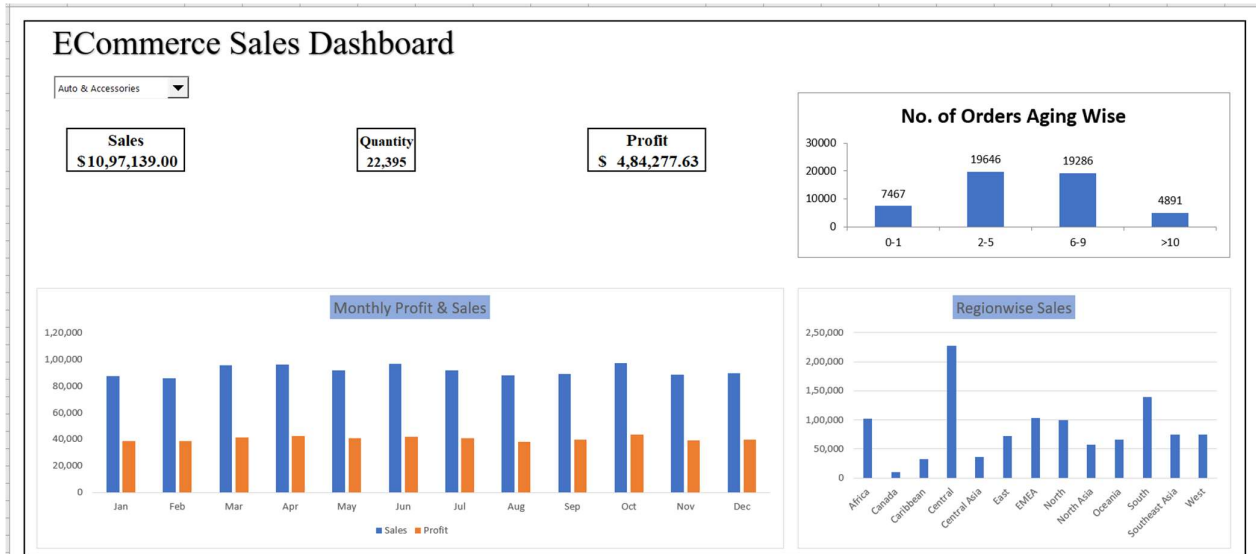 ECommerce Sales Dashboard
Auto & Accessories
Sales
$10,97,139.00
Quantity
22,395
Profit
$ 4,84,277.63
No. of Orders Aging Wise
30000
20000
10000
0
7467
19646
19286
4891
0-1 2-5 6-9 >10
Monthly Profit & Sales
1,20,000
1,00,000
80,000
60,000
40,000
20,000
0
Jan Feb Mar Apr May Jun Jul Aug Sep Oct Nov Dec
Sales Profit
Regionwise Sales
2,50,000
2,00,000
1,50,000
1,00,000
50,000
0
Africa
Canada
Caribbean
Central
Central Asia
East
EMEA
North
North Asia
Oceania
South
Southeast Asia
West